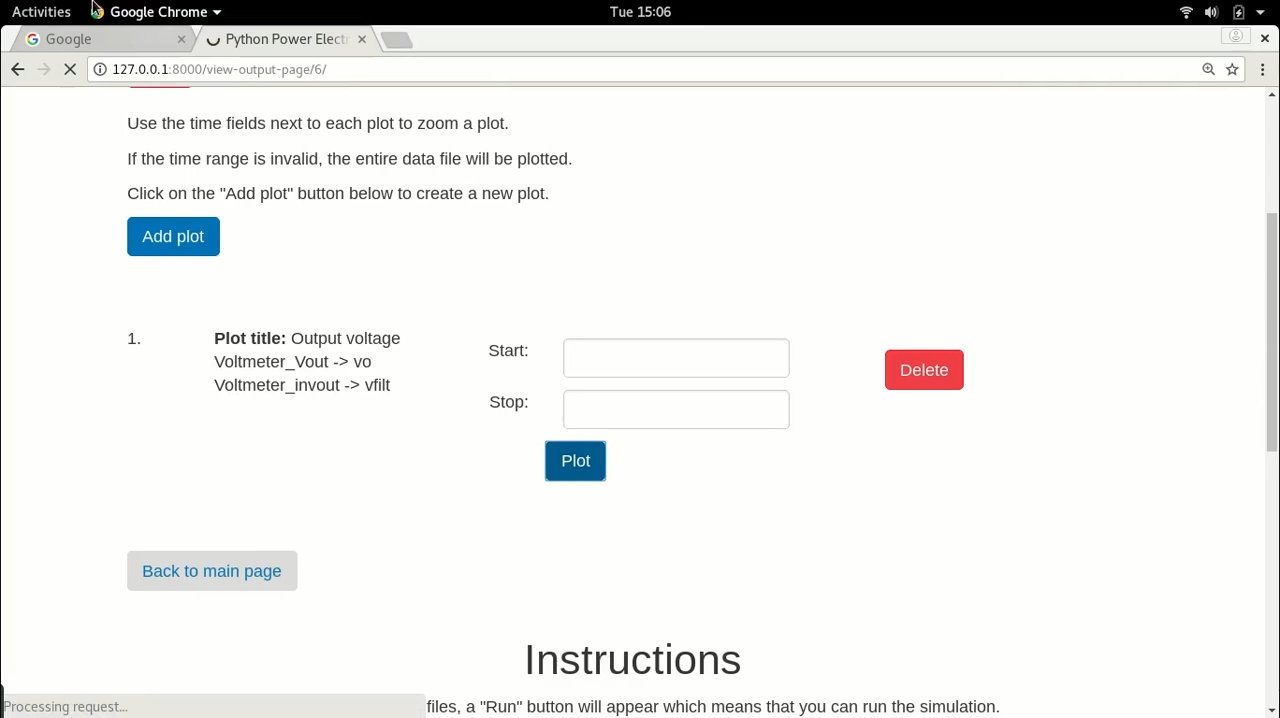 Activities Google Chrome Tue 15:06
Google Python Power Electr
127.0.0.1:8000/view-output-page/6/
Use the time fields next to each plot to zoom a plot.
If the time range is invalid, the entire data file will be plotted.
Click on the "Add plot" button below to create a new plot.
Add plot
1. Plot title: Output voltage
Voltmeter_Vout -> vo
Voltmeter_invout -> vfilt
Start:
Stop:
Plot
Delete
Back to main page
Instructions
Processing request... files, a "Run" button will appear which means that you can run the simulation.